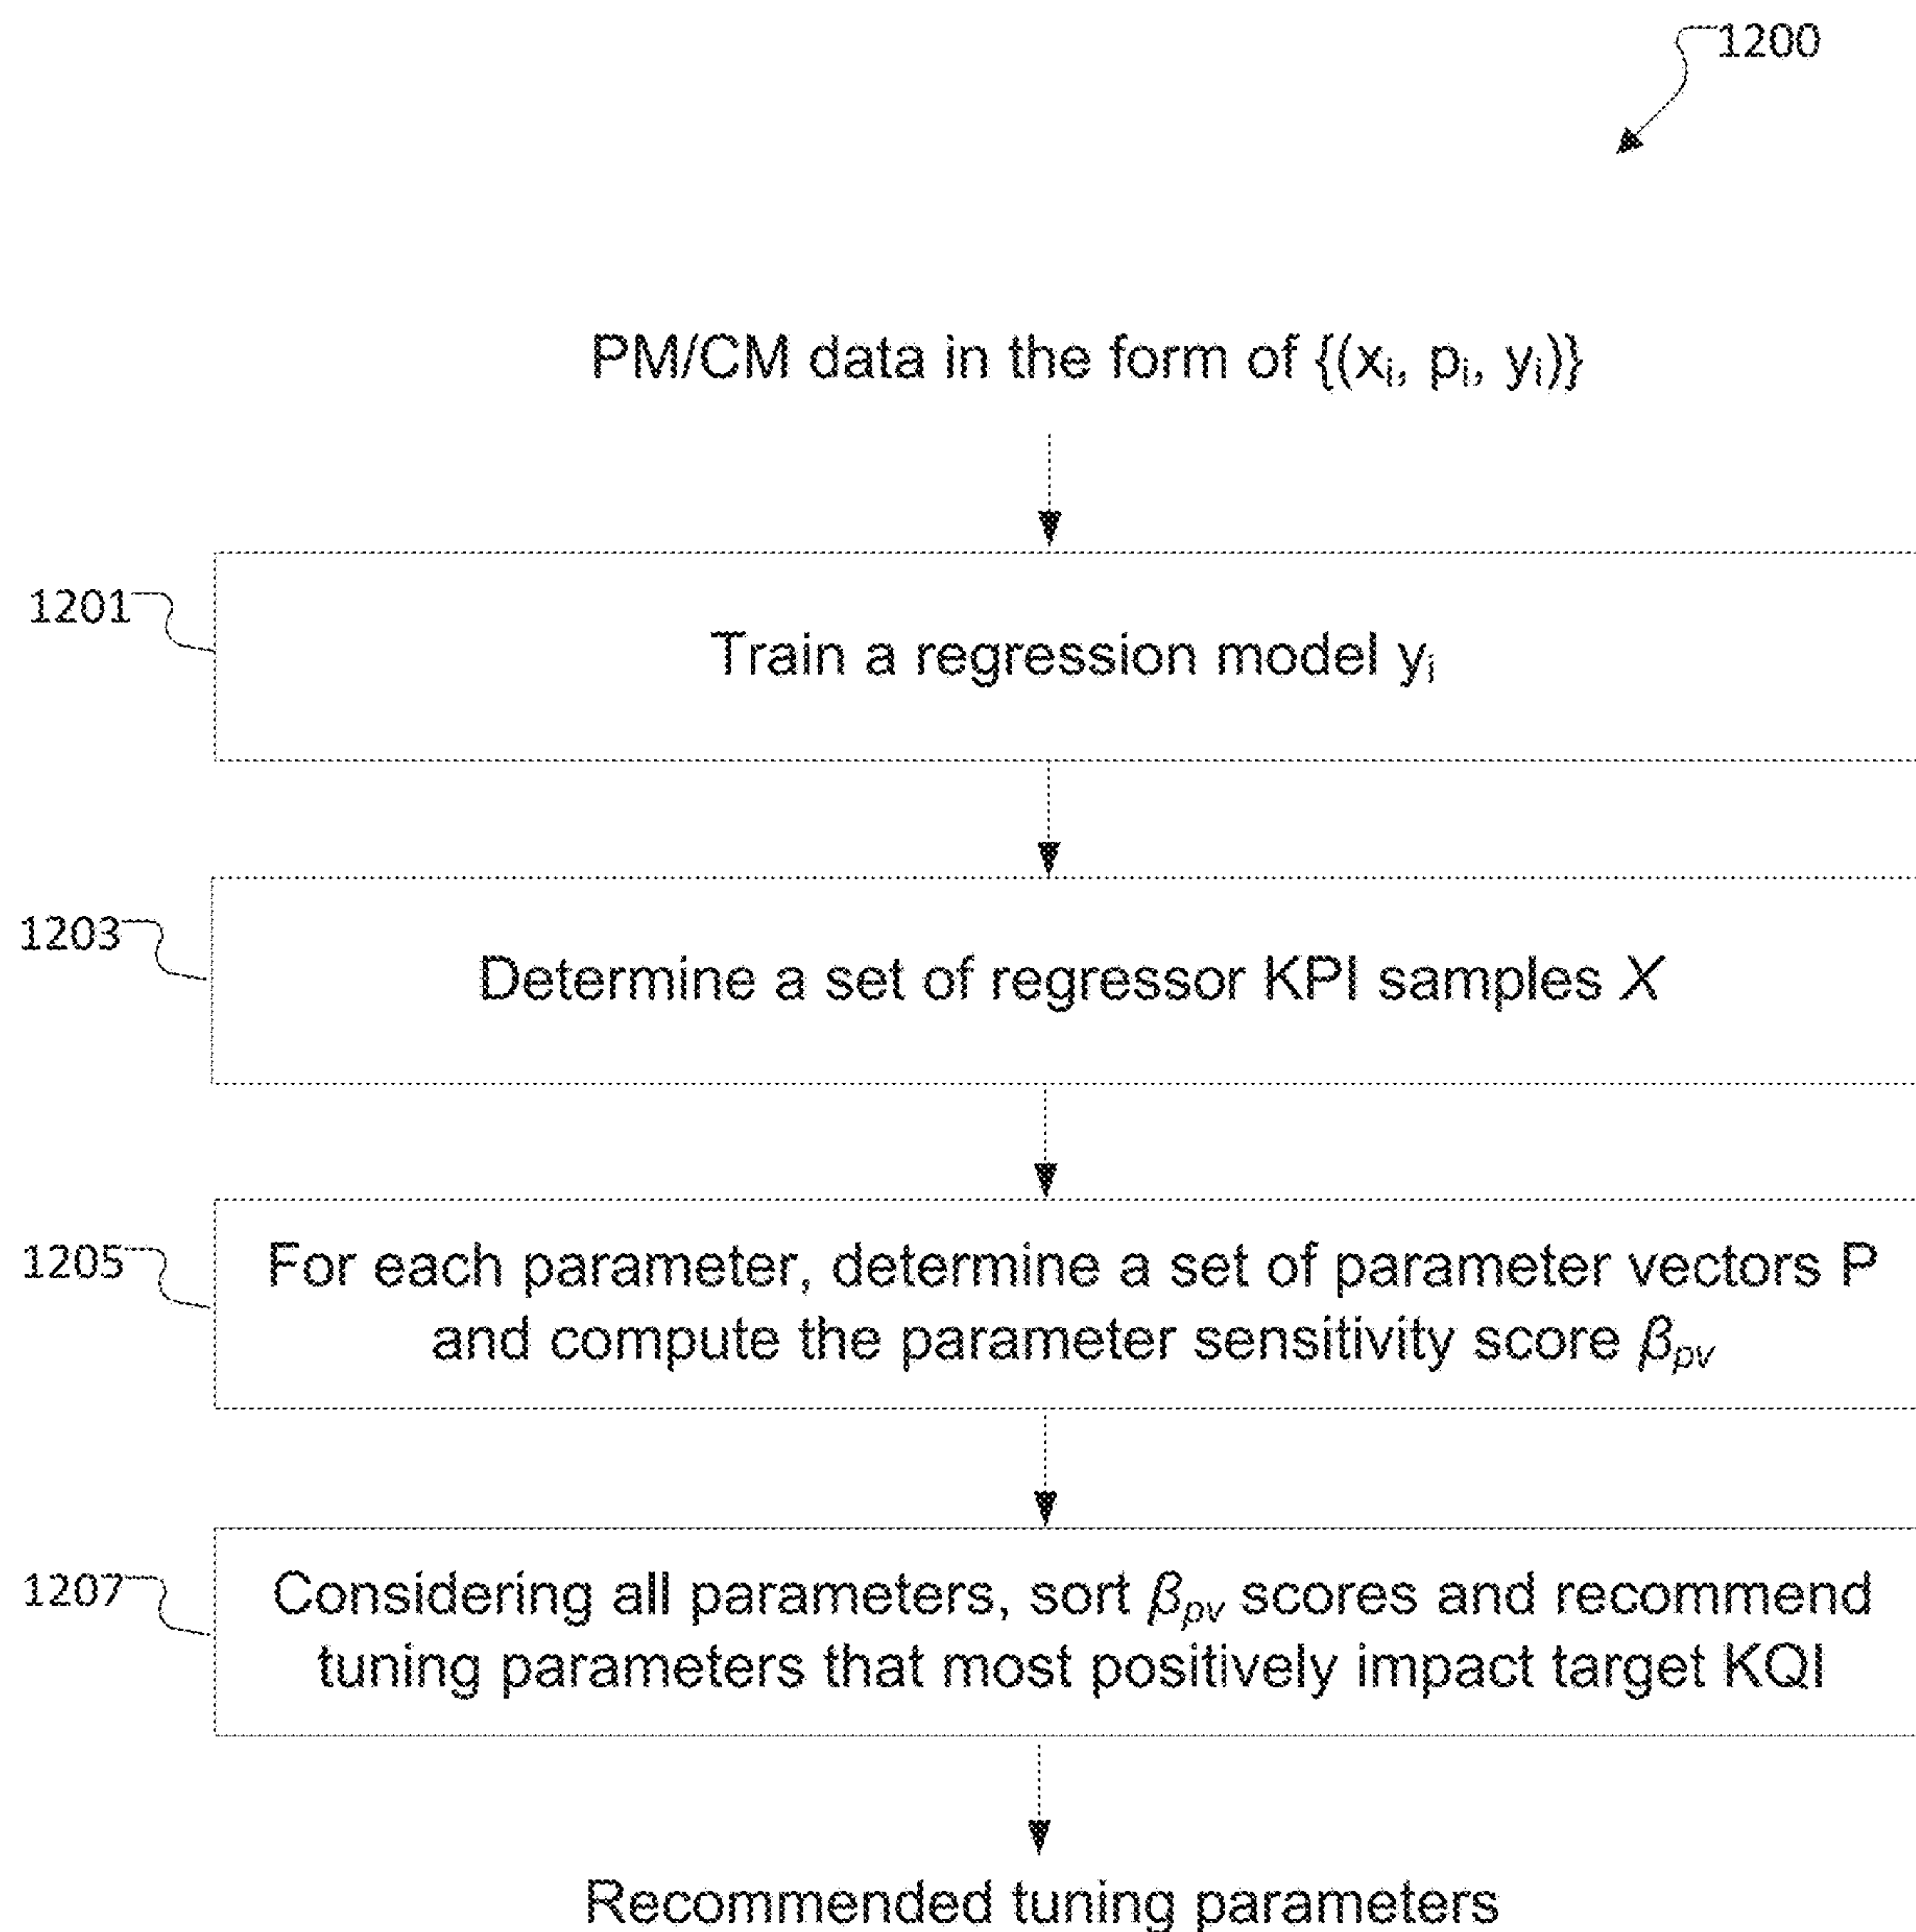 1200
PM/CM data in the form of {(xᵢ, pᵢ, yᵢ)}
1201
Train a regression model yᵢ
1203
Determine a set of regressor KPI samples X
1205
For each parameter, determine a set of parameter vectors P
and compute the parameter sensitivity score βpv
1207
Considering all parameters, sort βpv scores and recommend
tuning parameters that most positively impact target KQI
Recommended tuning parameters